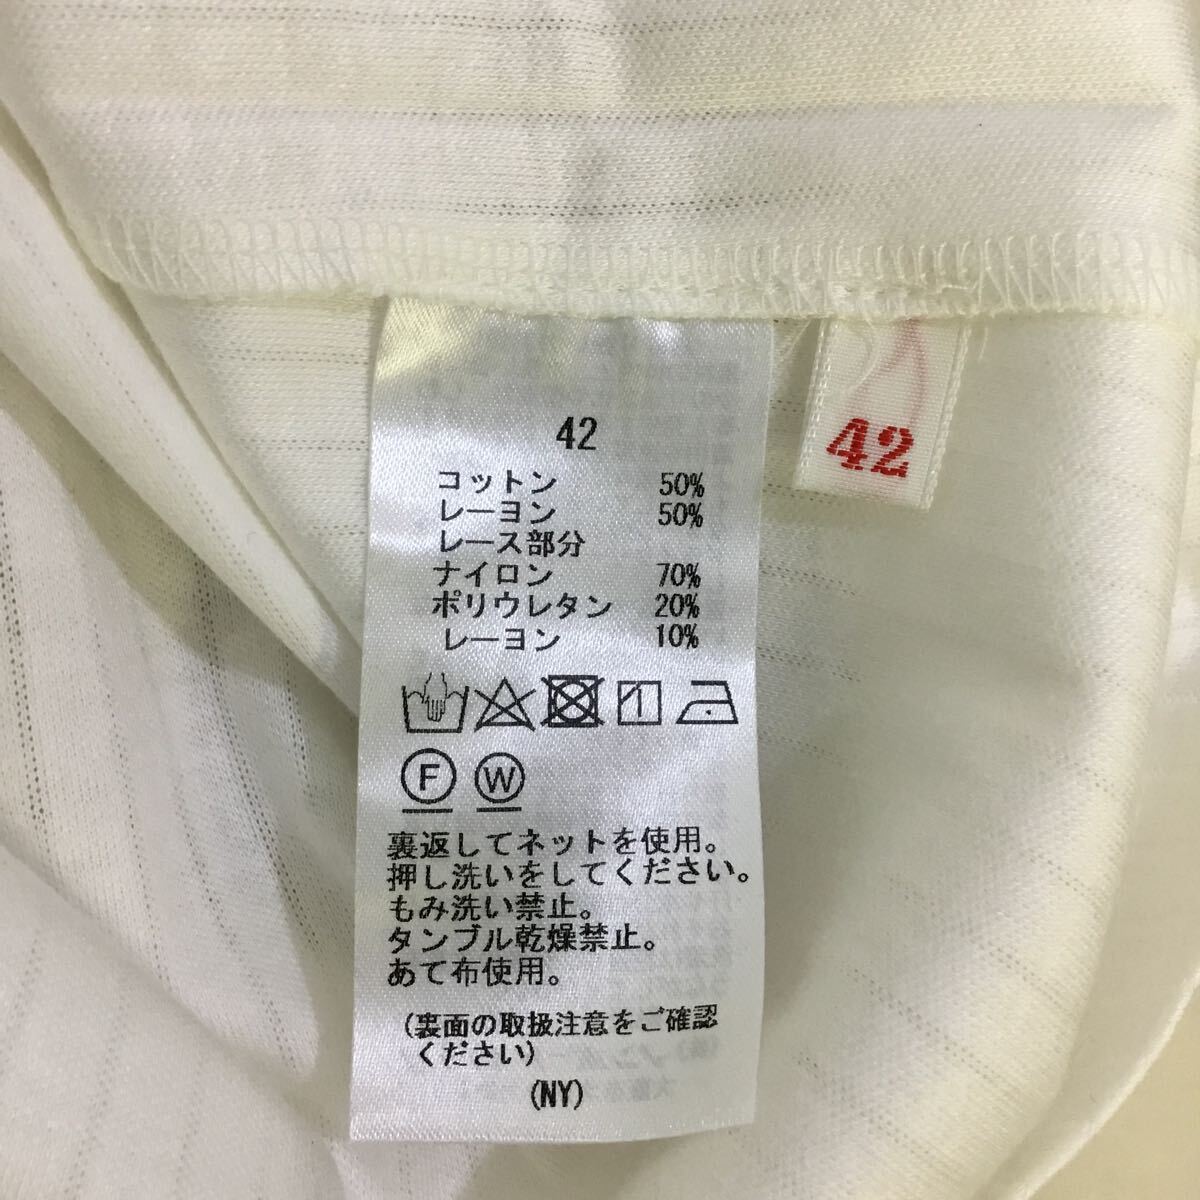 42
コットン 50%
レーヨン 50%
レース部分
ナイロン 70%
ポリウレタン 20%
レーヨン 10%
F W
裏返してネットを使用。
押し洗いをしてください。
もみ洗い禁止。
タンブル乾燥禁止。
あて布使用。
(裏面の取扱注意をご確認
ください)
(NY)
42